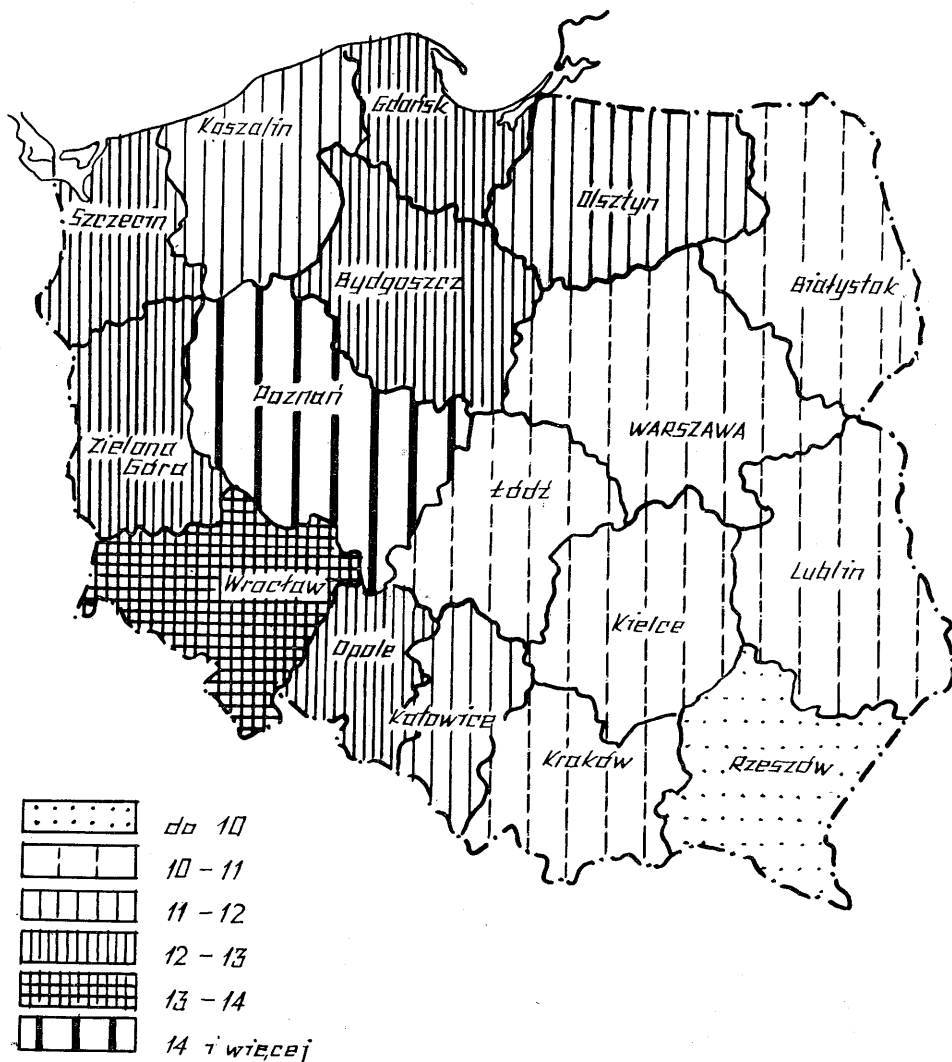 Gdańsk
Koszalin
Olsztyn
Szczecin
Bydgoszcz
Białystok
Poznań
WARSZAWA
Zielona
Góra
Łódź
Wrocław
Lublin
Kielce
Opole
Katowice
Kraków
Rzeszów
do 10
10 - 11
11 - 12
12 - 13
13 - 14
14 i więcej